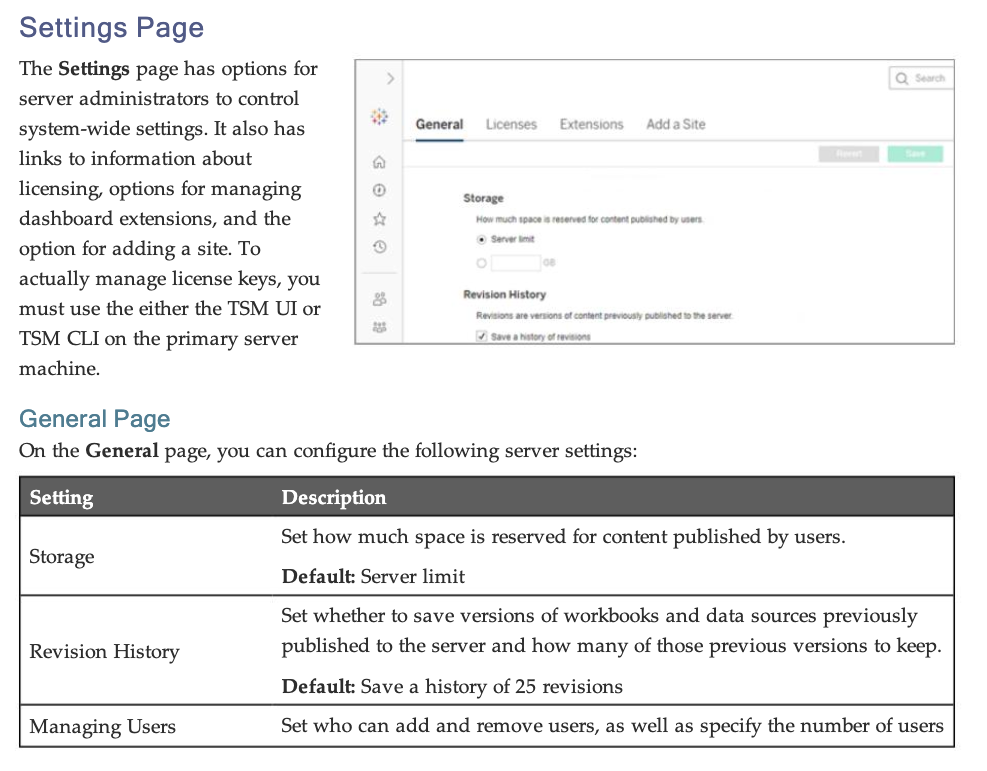 Settings Page
The Settings page has options for
server administrators to control
system-wide settings. It also has
links to information about
licensing, options for managing
dashboard extensions, and the
option for adding a site. To
actually manage license keys, you
must use the either the TSM UI or
TSM CLI on the primary server
machine.
Search
General Licenses Extensions Add a Site
Revert Save
Storage
How much space is reserved for content published by users.
Server limit
GB
Revision History
Revisions are versions of content previously published to the server.
Save a history of revisions
General Page
On the General page, you can configure the following server settings:
Setting Description
Storage
Set how much space is reserved for content published by users.
Default: Server limit
Revision History
Set whether to save versions of workbooks and data sources previously
published to the server and how many of those previous versions to keep.
Default: Save a history of 25 revisions
Managing Users Set who can add and remove users, as well as specify the number of users